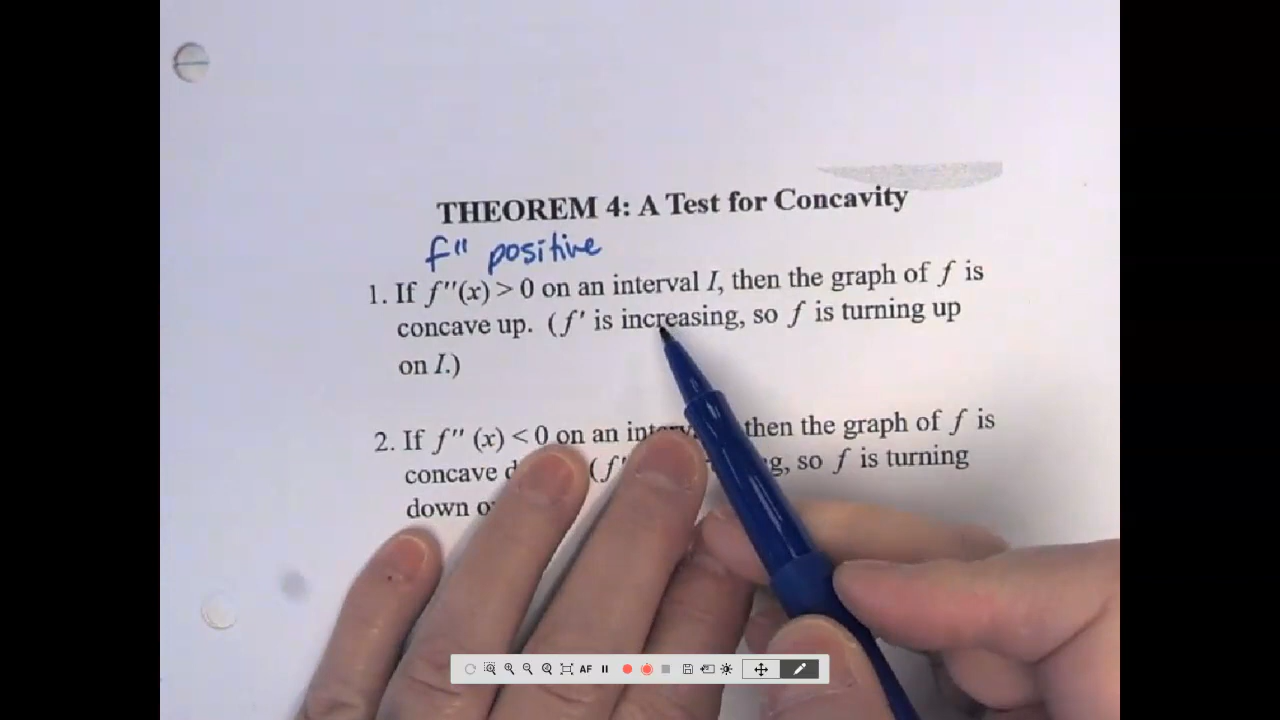 THEOREM 4: A Test for Concavity
f" positive
1. If f"(x) > 0 on an interval I, then the graph of f is
concave up. (f' is increasing, so f is turning up
on I.)
2. If f" (x) < 0 on an then the graph of f is
concave (f' so f is turning
down
AF